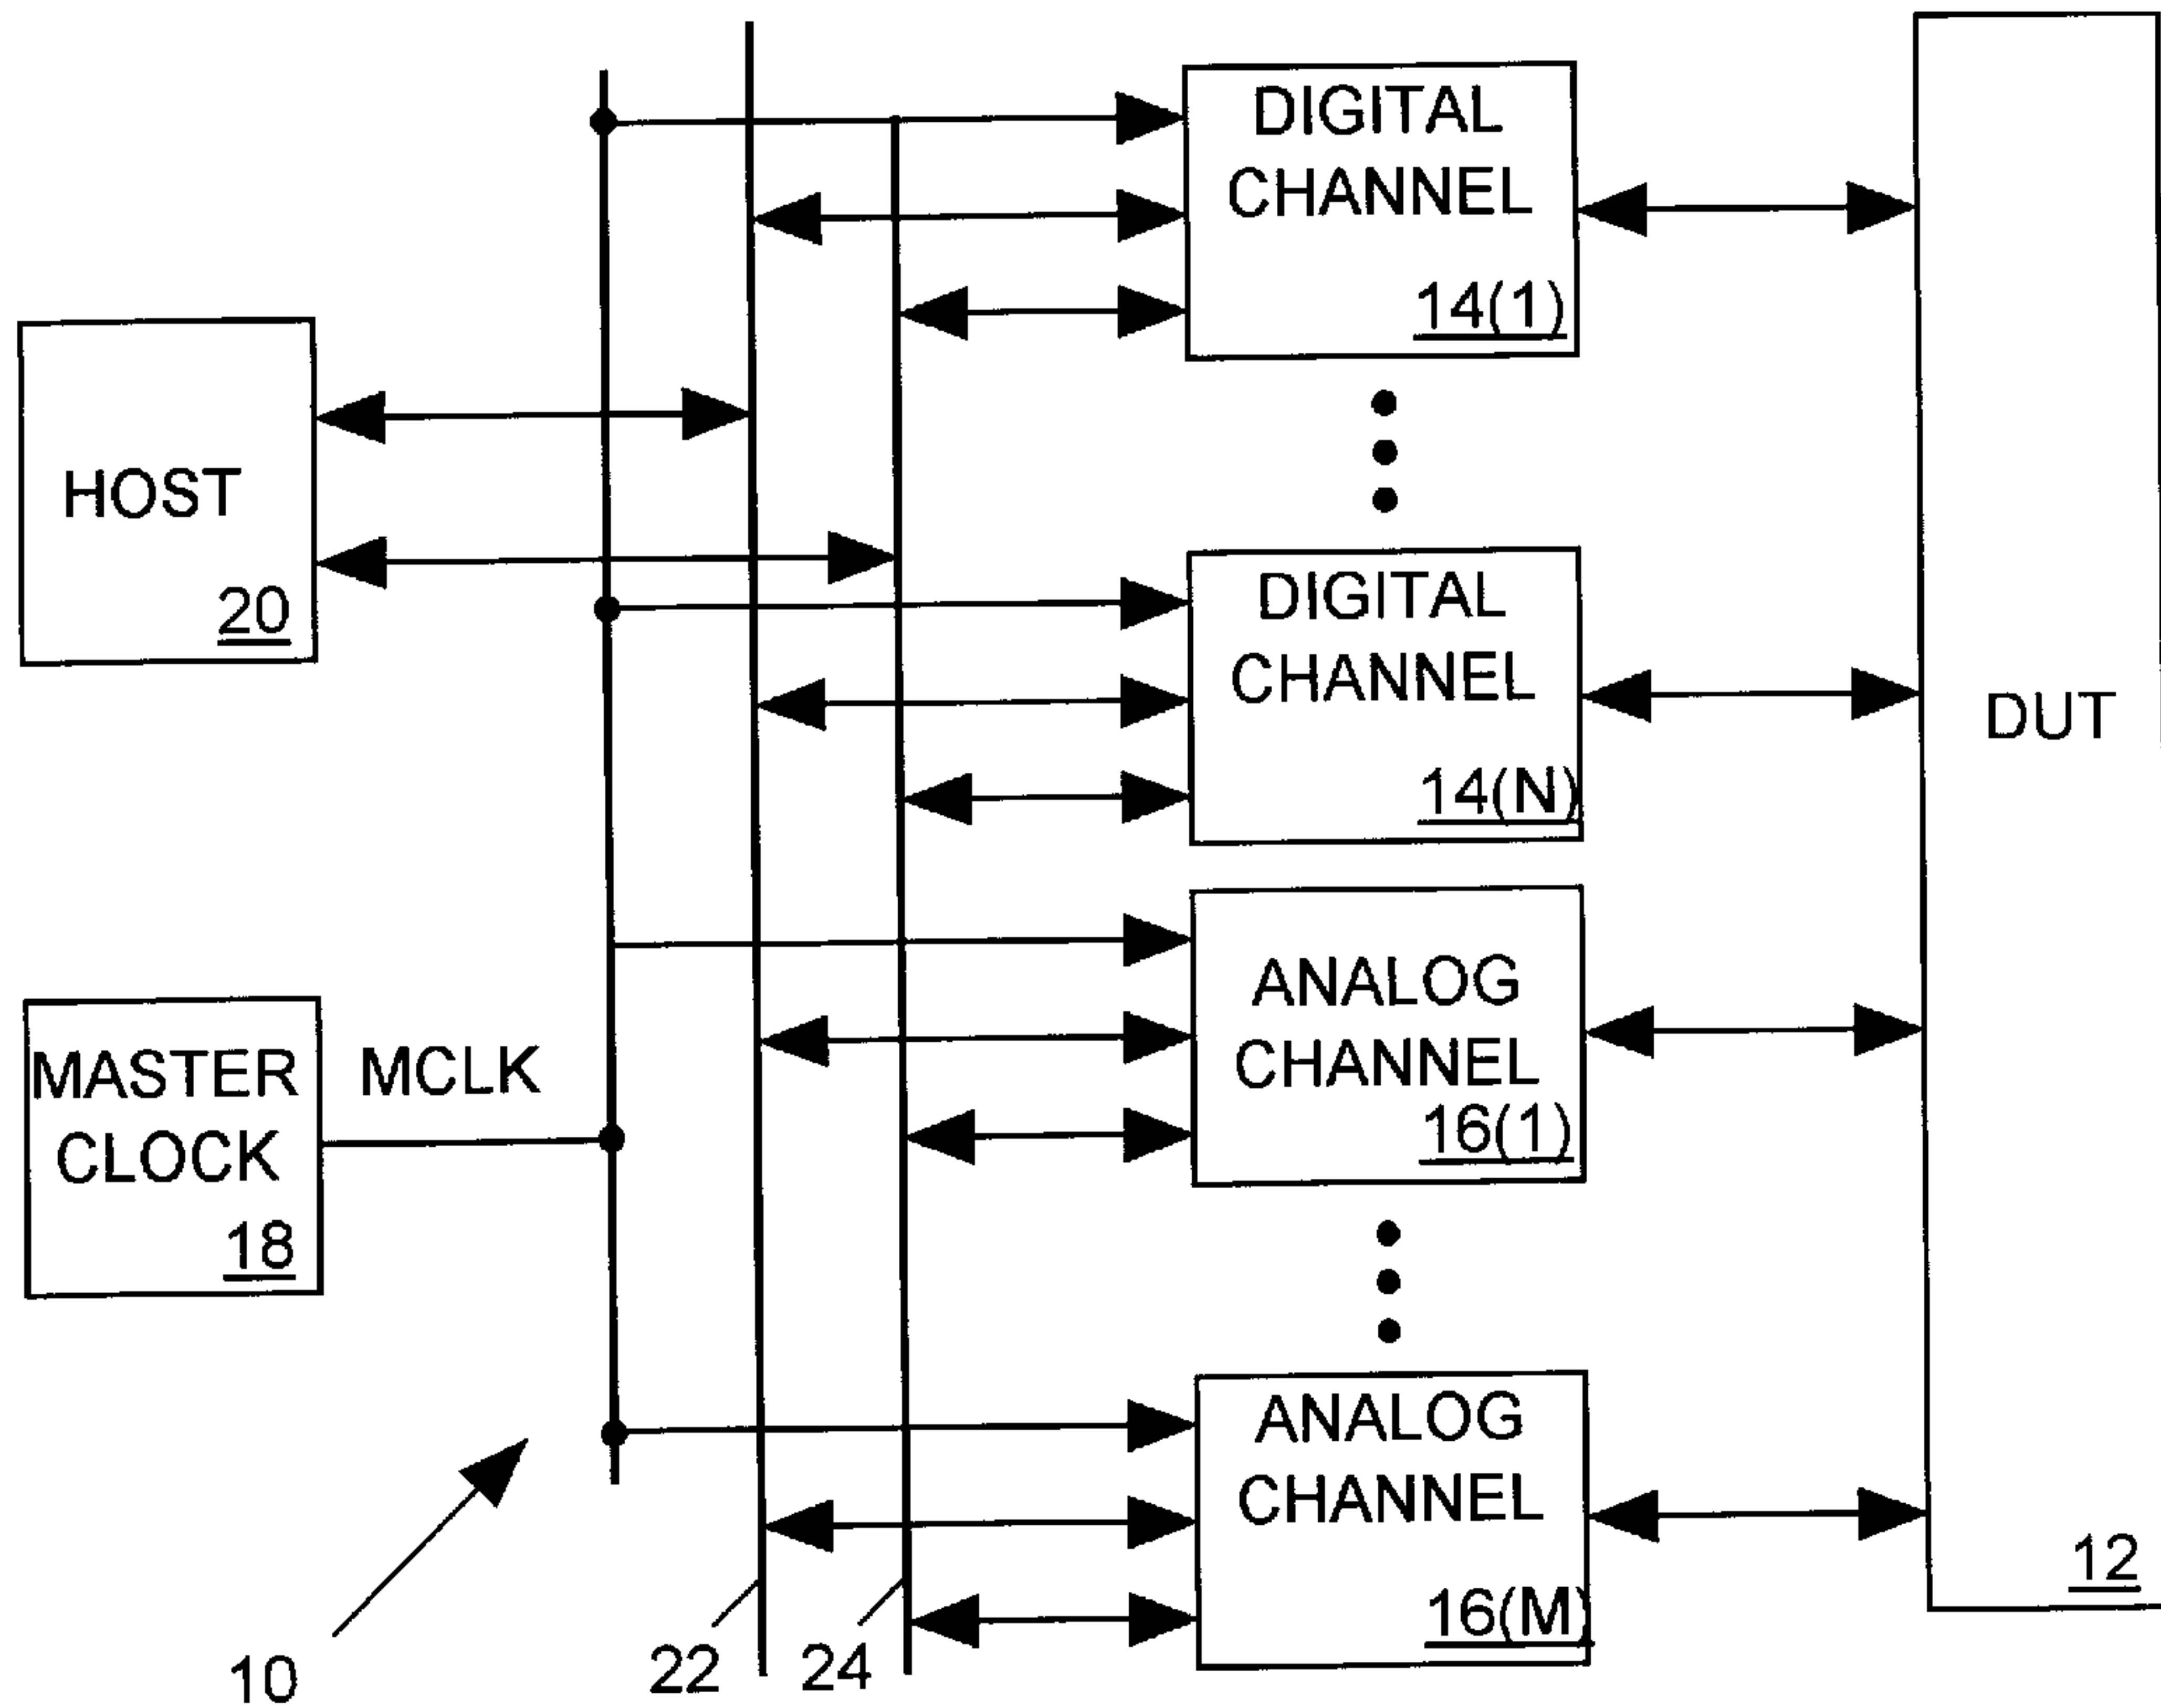 DIGITAL
CHANNEL
14(1)
HOST
20
DIGITAL
CHANNEL
14(N)
DUT
ANALOG
CHANNEL
16(1)
MASTER
CLOCK
18
MCLK
ANALOG
CHANNEL
16(M)
12
10
22
24